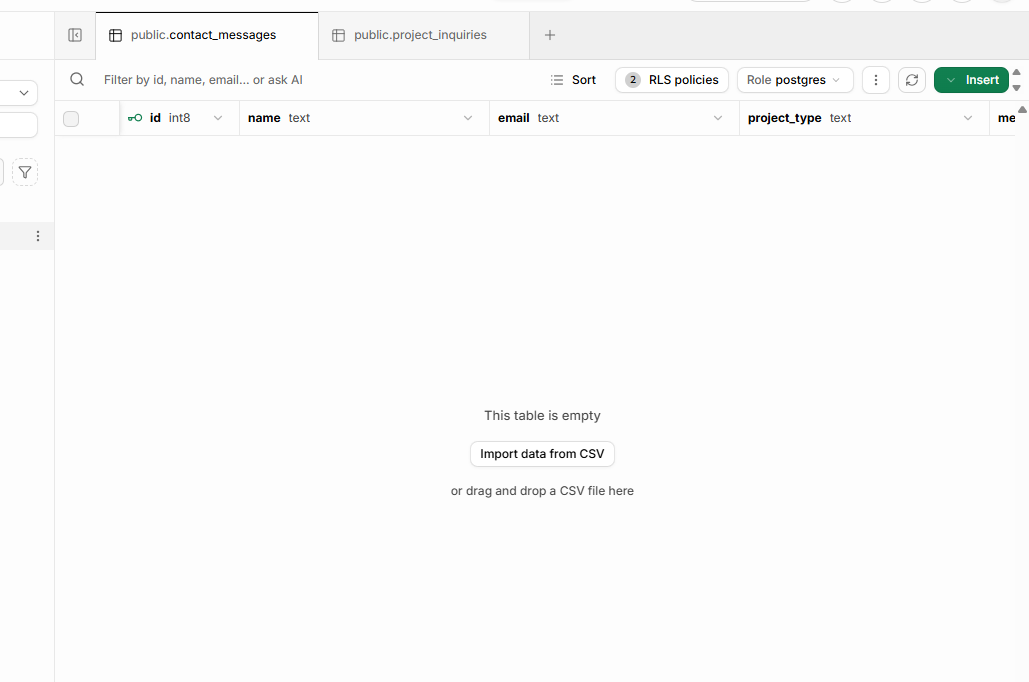 public.contact_messages
public.project_inquiries
Filter by id, name, email... or ask AI
Sort
2 RLS policies
Role postgres
Insert
id int8
name text
email text
project_type text
me
This table is empty
Import data from CSV
or drag and drop a CSV file here